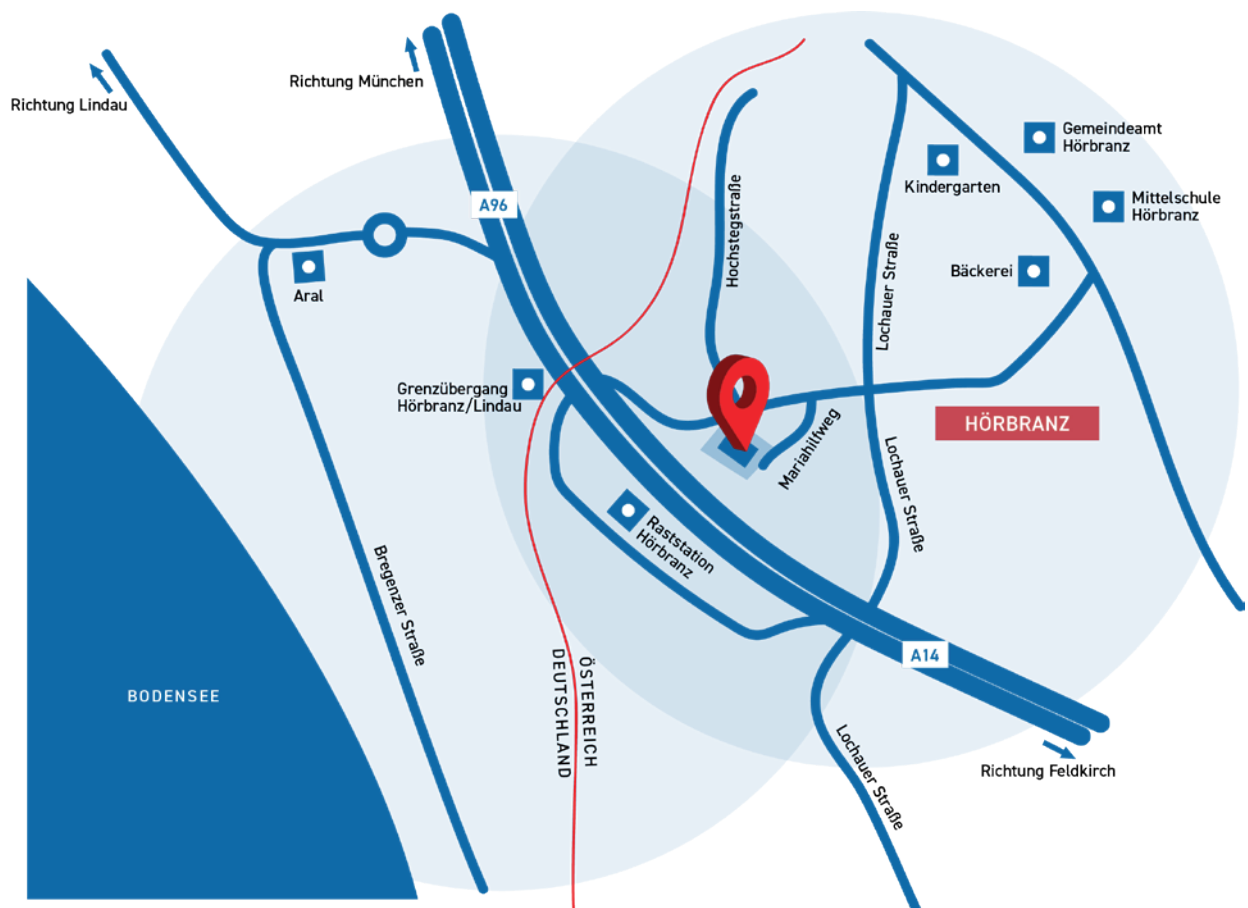 Richtung Lindau
Richtung München
A96
Hochstegstraße
Lochauer Straße
Kindergarten
Gemeindeamt
Hörbranz
Mittelschule
Hörbranz
Bäckerei
Aral
Grenzübergang
Hörbranz/Lindau
Mariahilfweg
HÖRBRANZ
Lochauer Straße
Raststation
Hörbranz
Bregenzer Straße
ÖSTERREICH
DEUTSCHLAND
A14
BODENSEE
Lochauer Straße
Richtung Feldkirch